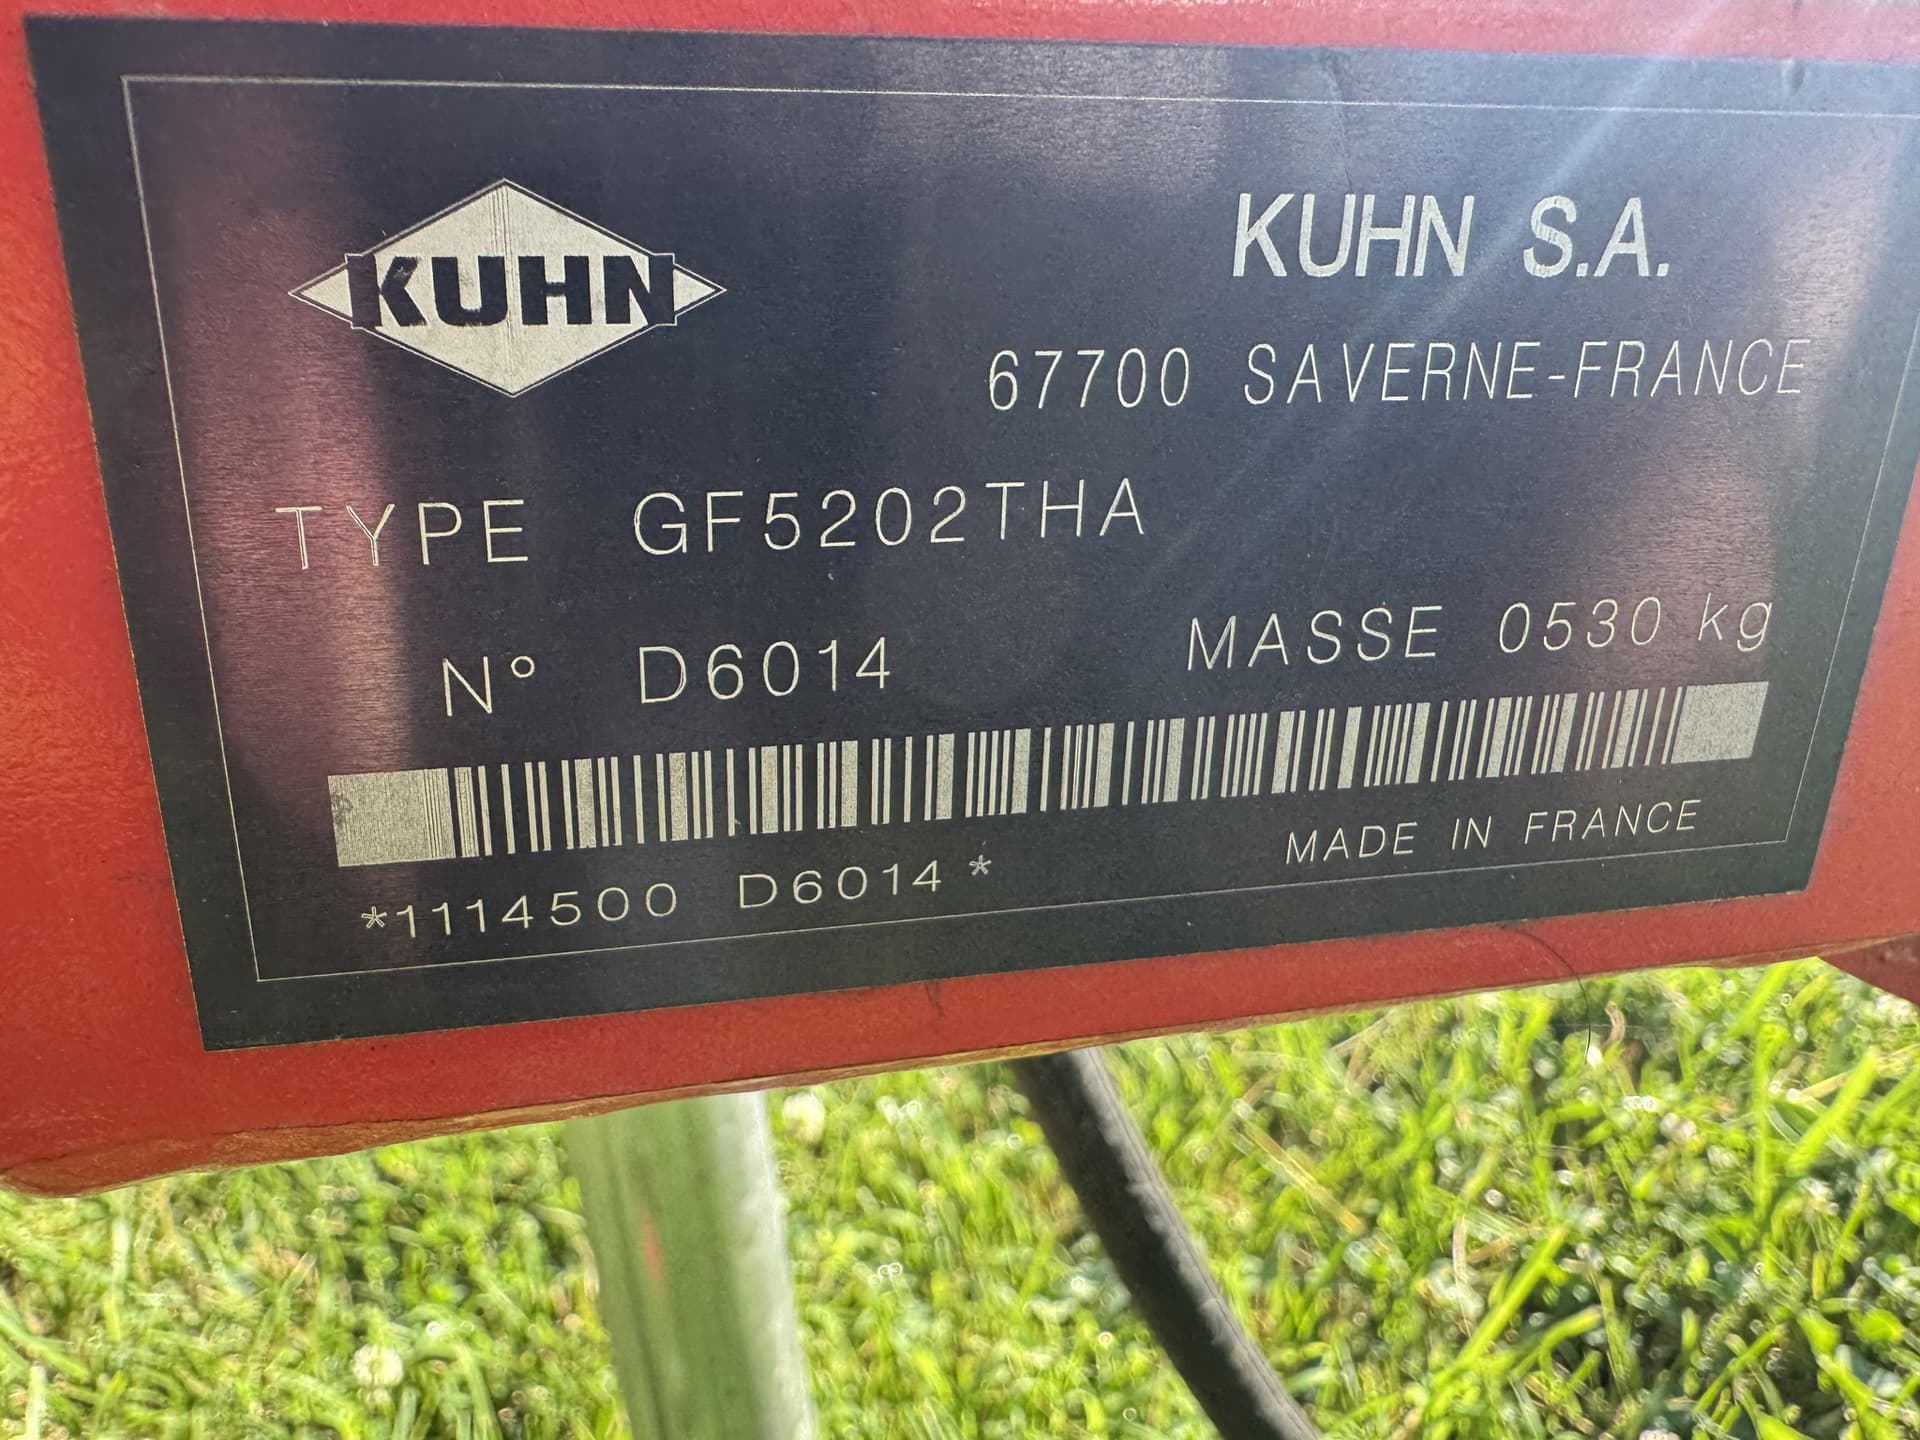 KUHN
KUHN S.A.
67700 SAVERNE-FRANCE
TYPE GF5202THA
N° D6014 MASSE 0530 kg
*1114500 D6014*
MADE IN FRANCE